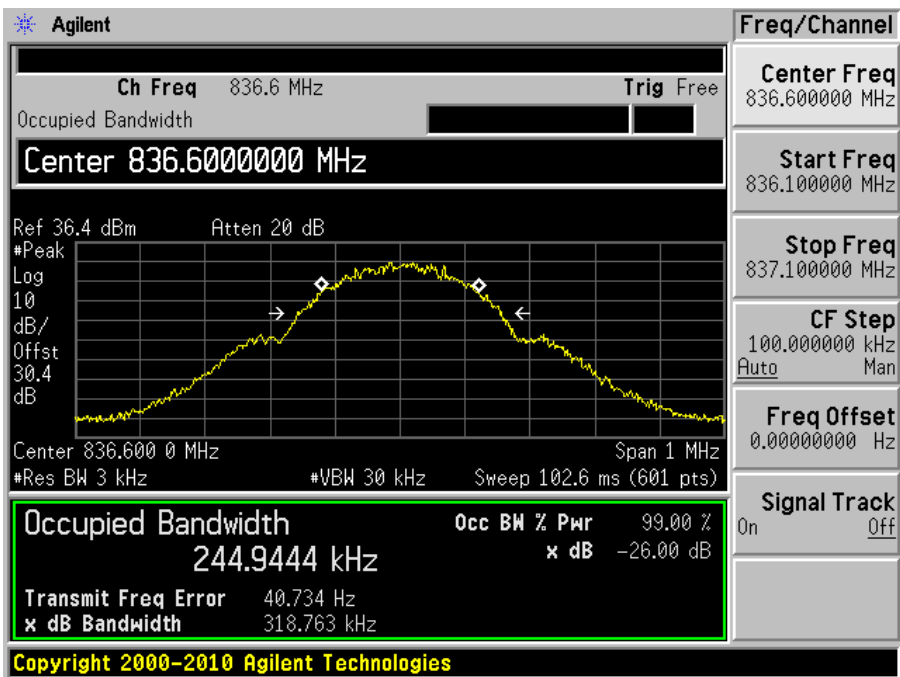 Agilent
Freq/Channel
Ch Freq 836.6 MHz Trig Free
Occupied Bandwidth
Center 836.6000000 MHz
Ref 36.4 dBm Atten 20 dB
#Peak
Log
10
dB/
Offst
30.4
dB
Center 836.600 0 MHz Span 1 MHz
#Res BW 3 kHz #VBW 30 kHz Sweep 102.6 ms (601 pts)
Occupied Bandwidth Occ BW % Pwr 99.00 %
244.9444 kHz x dB -26.00 dB
Transmit Freq Error 40.734 Hz
x dB Bandwidth 318.763 kHz
Copyright 2000-2010 Agilent Technologies
Center Freq
836.600000 MHz
Start Freq
836.100000 MHz
Stop Freq
837.100000 MHz
CF Step
100.000000 kHz
Auto Man
Freq Offset
0.00000000 Hz
Signal Track
On Off